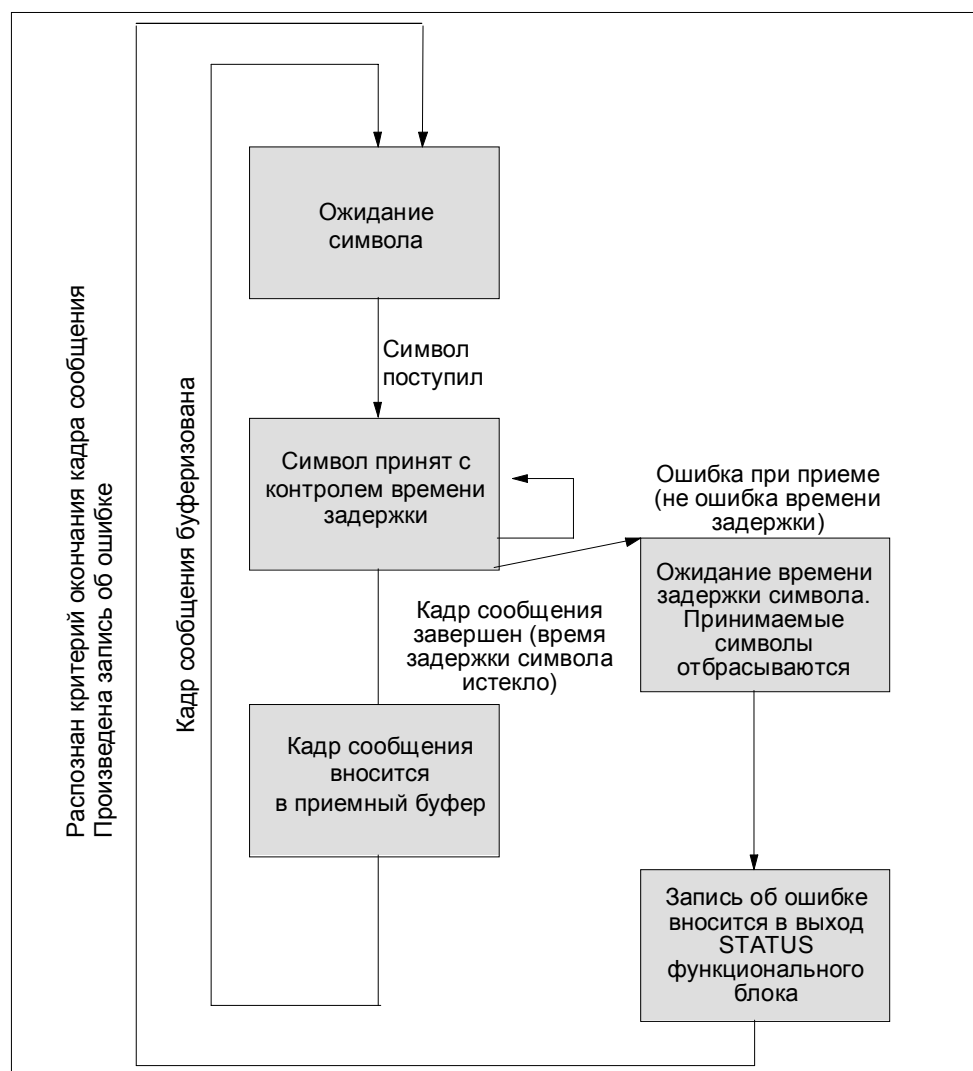 Ожидание
символа
Символ
поступил
Распознан критерий окончания кадра сообщения
Произведена запись об ошибке
Кадр сообщения буферизована
Символ принят с
контролем времени
задержки
Ошибка при приеме
(не ошибка времени
задержки)
Ожидание времени
задержки символа.
Принимаемые
символы
отбрасываются
Кадр сообщения
завершен (время
задержки символа
истекло)
Кадр сообщения
вносится
в приемный буфер
Запись об ошибке
вносится в выход
STATUS
функционального
блока